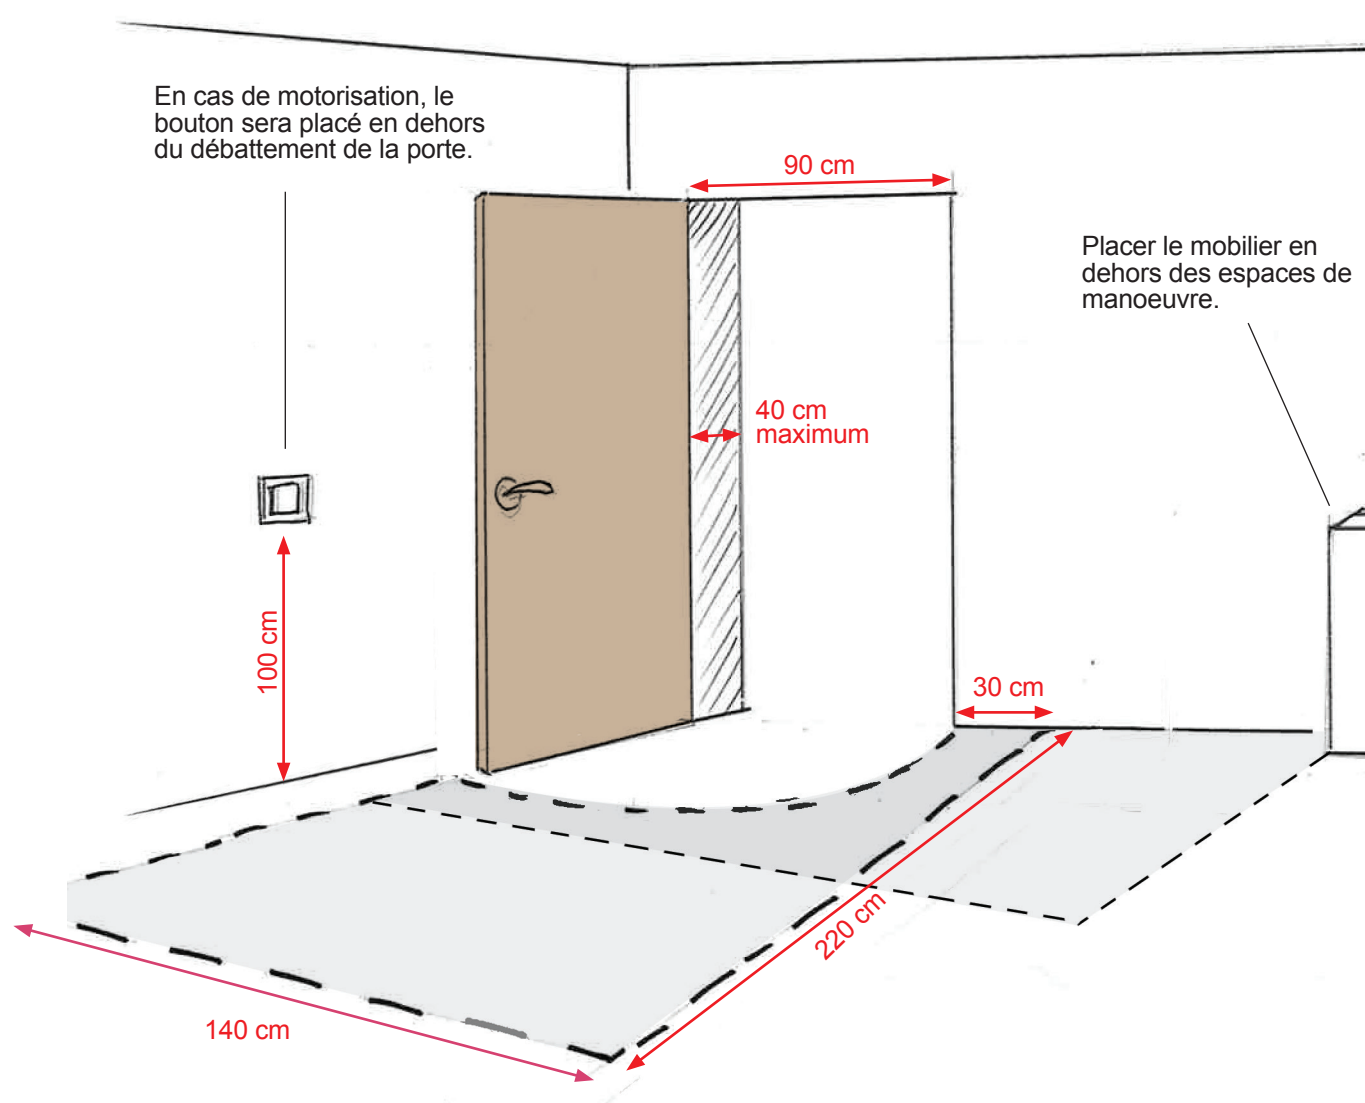 En cas de motorisation, le
bouton sera placé en dehors
du débattement de la porte.
90 cm
Placer le mobilier en
dehors des espaces de
manoeuvre.
40 cm
maximum
100 cm
30 cm
220 cm
140 cm